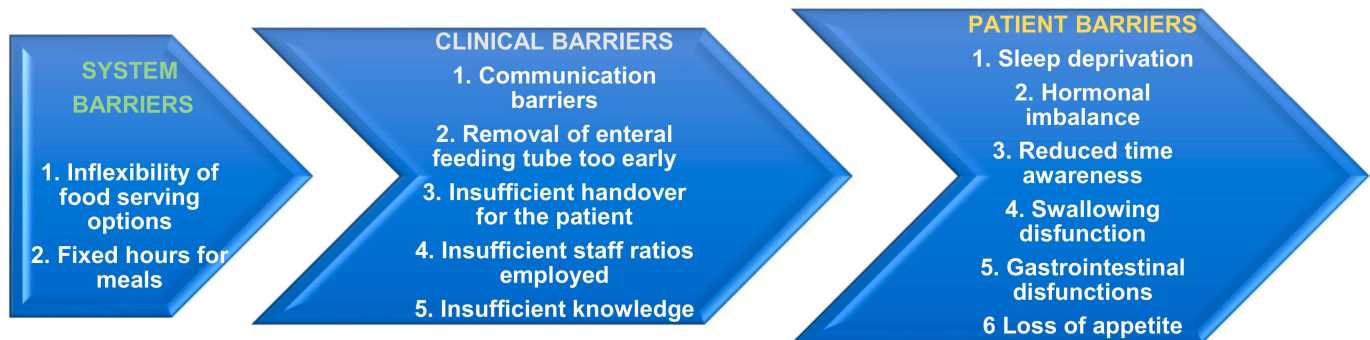 SYSTEM
BARRIERS
1. Inflexibility of
food serving
options
2. Fixed hours for
meals
CLINICAL BARRIERS
1. Communication
barriers
2. Removal of enteral
feeding tube too early
3. Insufficient handover
for the patient
4. Insufficient staff ratios
employed
5. Insufficient knowledge
PATIENT BARRIERS
1. Sleep deprivation
2. Hormonal
imbalance
3. Reduced time
awareness
4. Swallowing
disfunction
5. Gastrointestinal
disfunctions
6 Loss of appetite